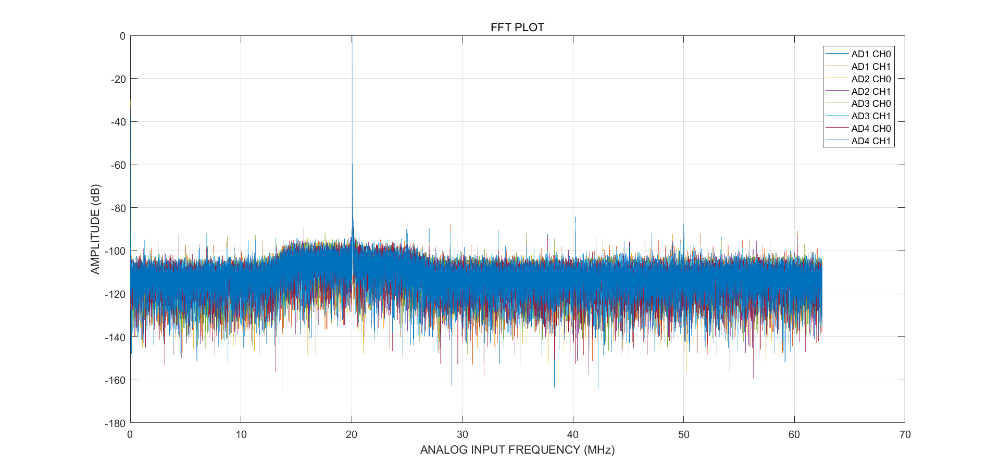 FFT PLOT
0
-20
-40
-60
-80
-100
-120
-140
-160
-180
AMPLITUDE (dB)
AD1 CH0
AD1 CH1
AD2 CH0
AD2 CH1
AD3 CH0
AD3 CH1
AD4 CH0
AD4 CH1
0 10 20 30 40 50 60 70
ANALOG INPUT FREQUENCY (MHz)